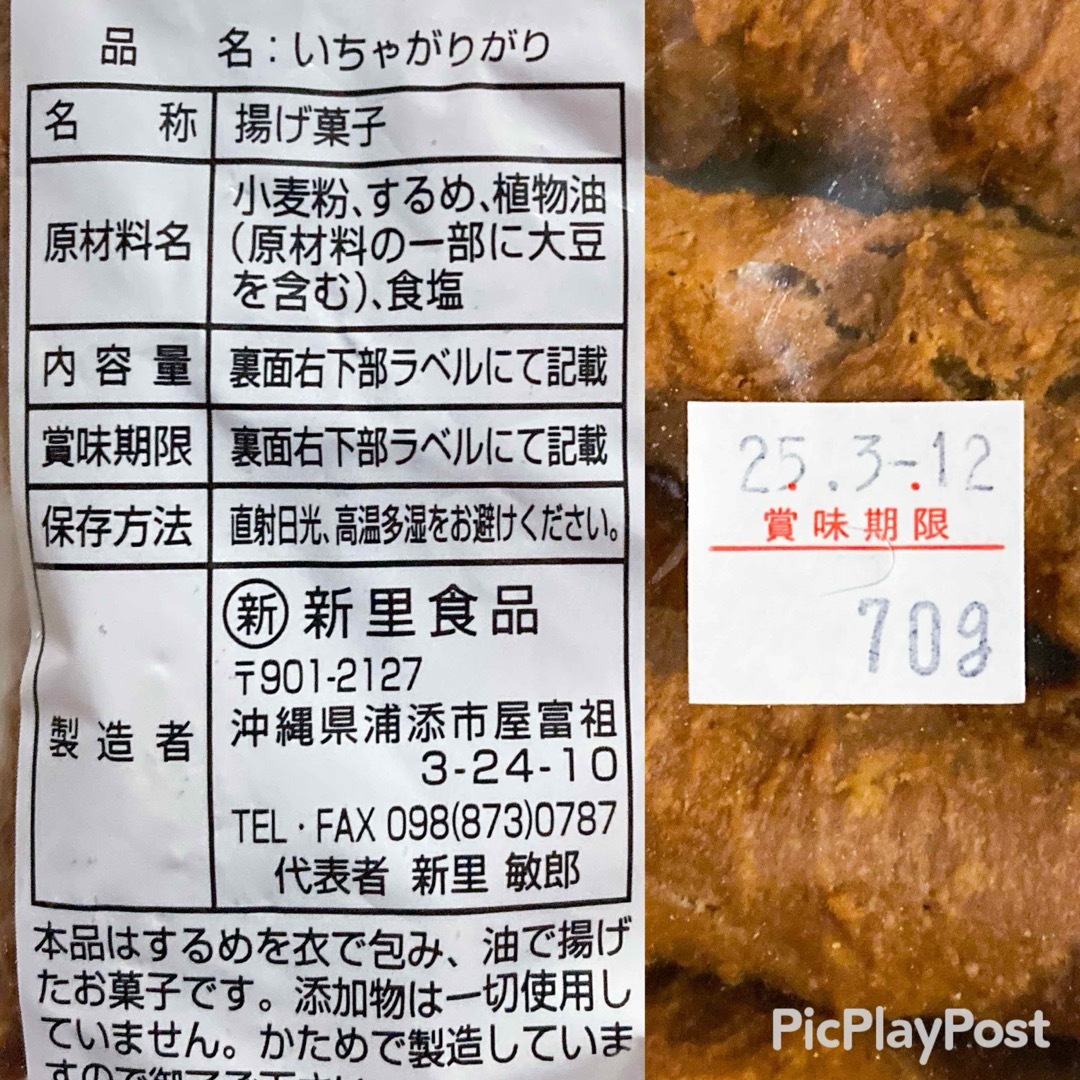 品 名：いちゃがりがり
名 称 揚げ菓子
原材料名 小麦粉、するめ、植物油
（原材料の一部に大豆
を含む）、食塩
内容量 裏面右下部ラベルにて記載
賞味期限 裏面右下部ラベルにて記載
保存方法 直射日光、高温多湿をお避けください。
製造者 新 新里食品
〒901-2127
沖縄県浦添市屋富祖
3-24-10
TEL・FAX 098(873)0787
代表者 新里 敏郎
本品はするめを衣で包み、油で揚げ
たお菓子です。添加物は一切使用し
ていません。かためで製造していま
すので
25.3-.12
賞味期限
70g
PicPlayPost